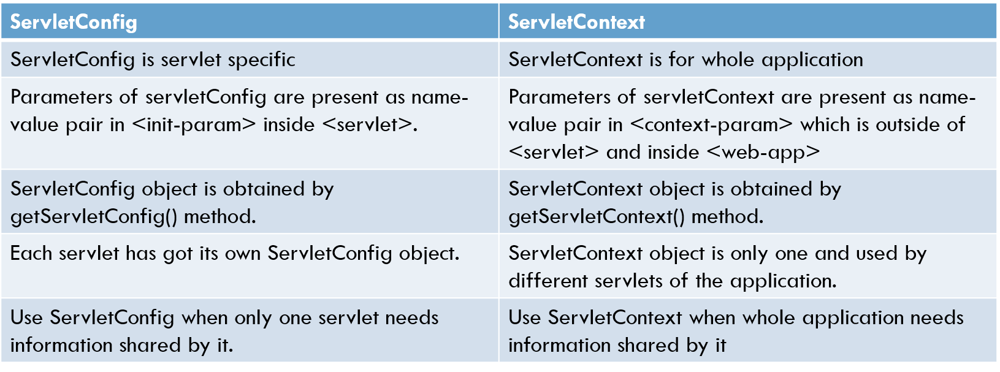 ServletConfig
ServletContext
ServletConfig is servlet specific
ServletContext is for whole application
Parameters of servletConfig are present as name-
value pair in <init-param> inside <servlet>.
Parameters of servletContext are present as name-
value pair in <context-param> which is outside of
<servlet> and inside <web-app>
ServletConfig object is obtained by
getServletConfig() method.
ServletContext object is obtained by
getServletContext() method.
Each servlet has got its own ServletConfig object.
ServletContext object is only one and used by
different servlets of the application.
Use ServletConfig when only one servlet needs
information shared by it.
Use ServletContext when whole application needs
information shared by it